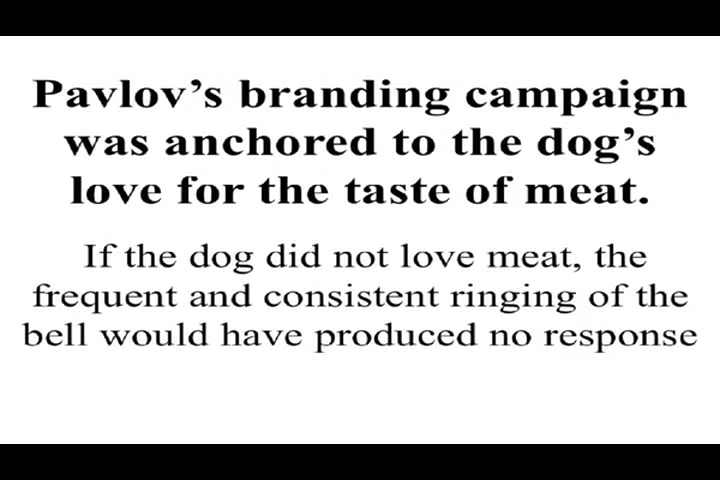 Pavlov’s branding campaign
was anchored to the dog’s
love for the taste of meat.
If the dog did not love meat, the
frequent and consistent ringing of the
bell would have produced no response